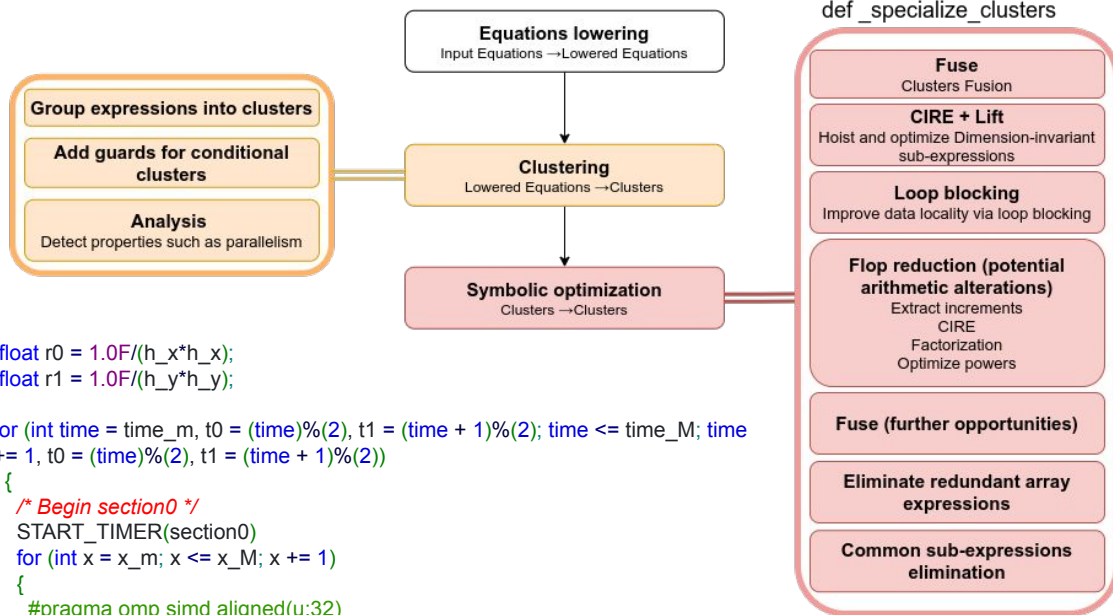 def _specialize_clusters
Equations lowering
Input Equations →Lowered Equations
Group expressions into clusters
Add guards for conditional
clusters
Analysis
Detect properties such as parallelism
Clustering
Lowered Equations →Clusters
Symbolic optimization
Clusters →Clusters
Fuse
Clusters Fusion
CIRE + Lift
Hoist and optimize Dimension-invariant
sub-expressions
Loop blocking
Improve data locality via loop blocking
Flop reduction (potential
arithmetic alterations)
Extract increments
CIRE
Factorization
Optimize powers
Fuse (further opportunities)
Eliminate redundant array
expressions
Common sub-expressions
elimination
float r0 = 1.0F/(h_x*h_x);
float r1 = 1.0F/(h_y*h_y);
or (int time = time_m, t0 = (time)%(2), t1 = (time + 1)%(2); time <= time_M; time
+= 1, t0 = (time)%(2), t1 = (time + 1)%(2))
{
/* Begin section0 */
START_TIMER(section0)
for (int x = x_m; x <= x_M; x += 1)
{
#pragma omp simd aligned(u:32)